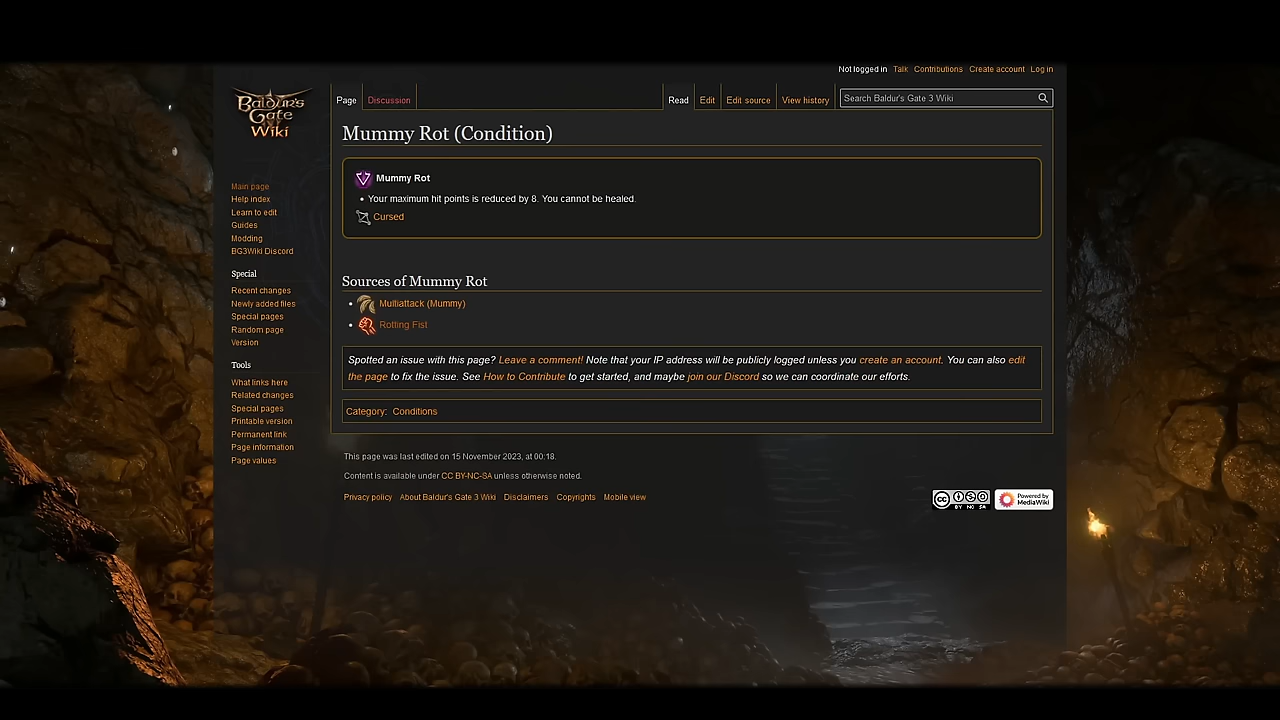 Not logged in Talk Contributions Create account Log in
Baldur's Gate Wiki
Page Discussion Read Edit Edit source View history Search Baldur's Gate 3 Wiki
Mummy Rot (Condition)
Mummy Rot
• Your maximum hit points is reduced by 8. You cannot be healed.
Cursed
Main page
Help index
Learn to edit
Guides
Modding
BG3Wiki Discord
Special
Recent changes
Newly added files
Special pages
Random page
Version
Tools
What links here
Related changes
Special pages
Printable version
Permanent link
Page information
Page values
Sources of Mummy Rot
• Multiattack (Mummy)
• Rotting Fist
Spotted an issue with this page? Leave a comment! Note that your IP address will be publicly logged unless you create an account. You can also edit
the page to fix the issue. See How to Contribute to get started, and maybe join our Discord so we can coordinate our efforts.
Category: Conditions
This page was last edited on 15 November 2023, at 00:18.
Content is available under CC BY-NC-SA unless otherwise noted.
Privacy policy About Baldur's Gate 3 Wiki Disclaimers Copyrights Mobile view
cc BY NC SA
Powered by
MediaWiki